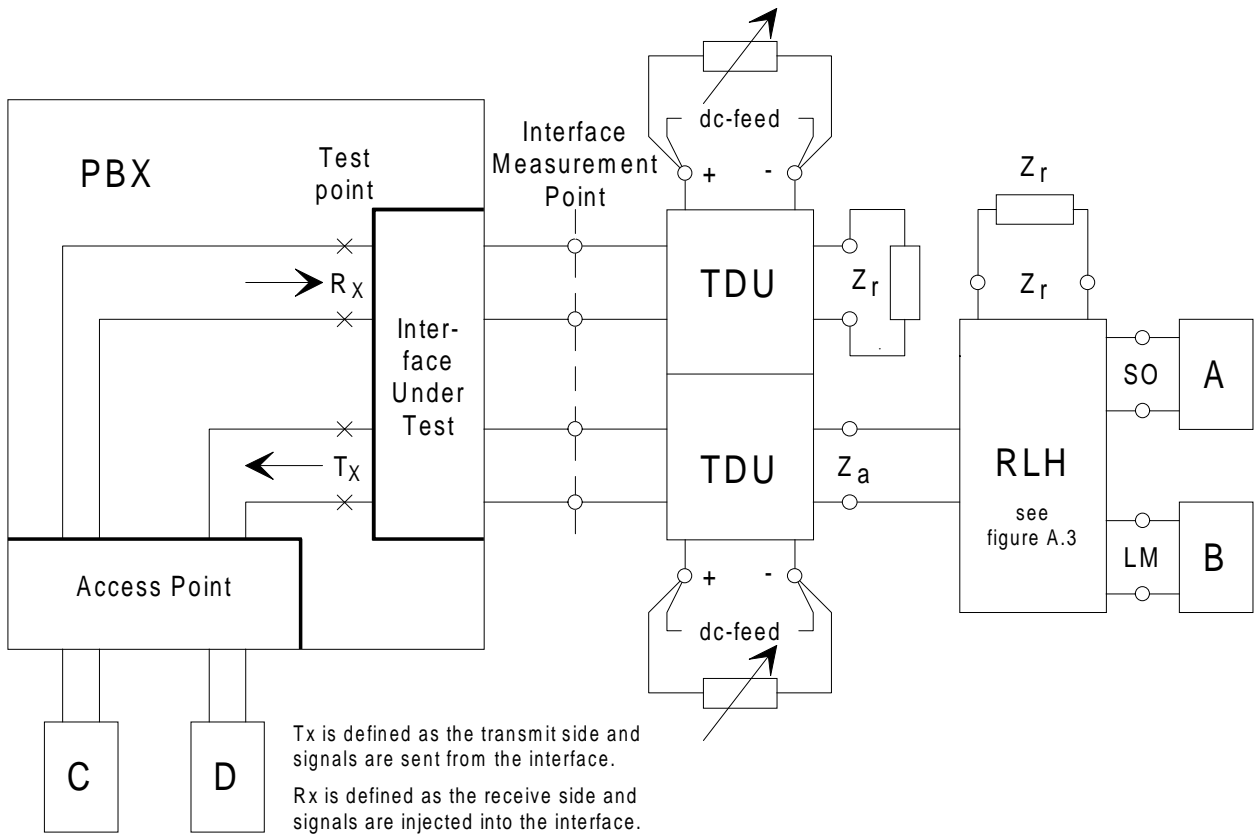 dc-feed
+ -
PBX
Test
point
Interface
Measurement
Point
RX
TX
Inter-
face
Under
Test
TDU
Zr
TDU
Za
+ -
dc-feed
Zr
Zr
RLH
see
figure A.3
SO
A
LM
B
Access Point
C
D
Tx is defined as the transmit side and
signals are sent from the interface.
Rx is defined as the receive side and
signals are injected into the interface.